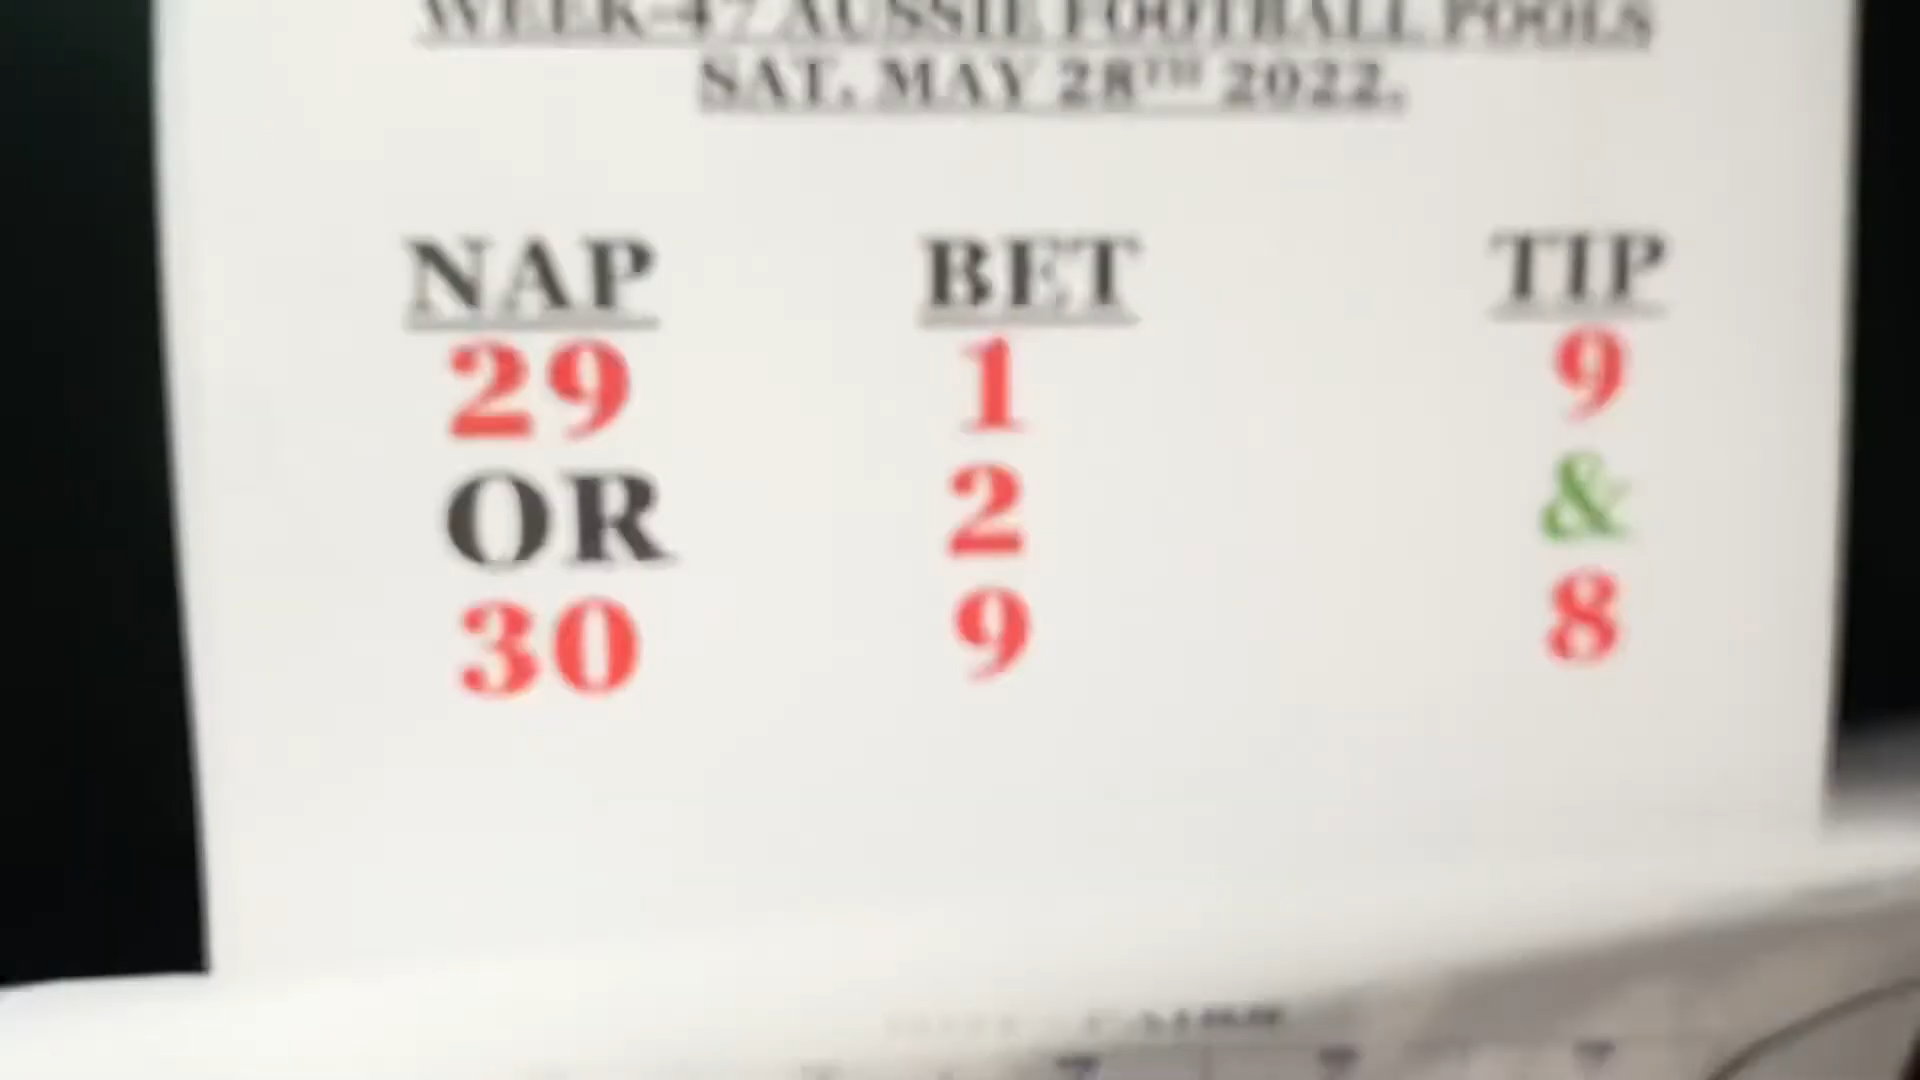 WEEK-47 AUSSIE FOOTBALL POOLS
SAT. MAY 28TH 2022.
NAP BET TIP
29 1 9
OR 2 &
30 9 8